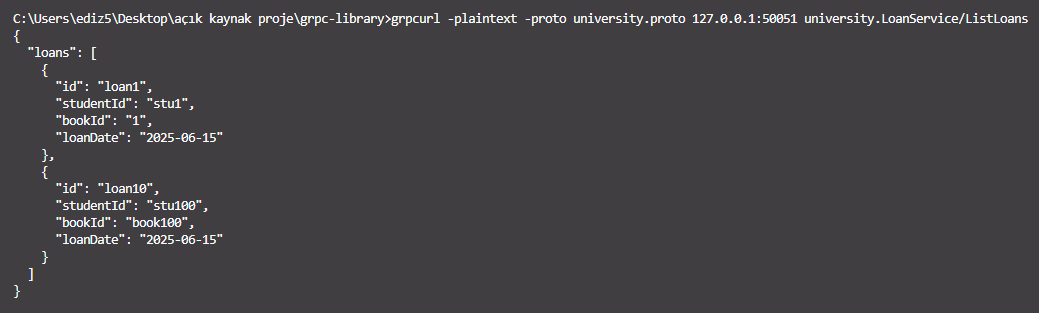 C:\Users\ediz5\Desktop\açık kaynak proje\grpc-library>grpcurl -plaintext -proto university.proto 127.0.0.1:50051 university.LoanService/ListLoans
{
  "loans": [
    {
      "id": "loan1",
      "studentId": "stu1",
      "bookId": "1",
      "loanDate": "2025-06-15"
    },
    {
      "id": "loan10",
      "studentId": "stu100",
      "bookId": "book100",
      "loanDate": "2025-06-15"
    }
  ]
}